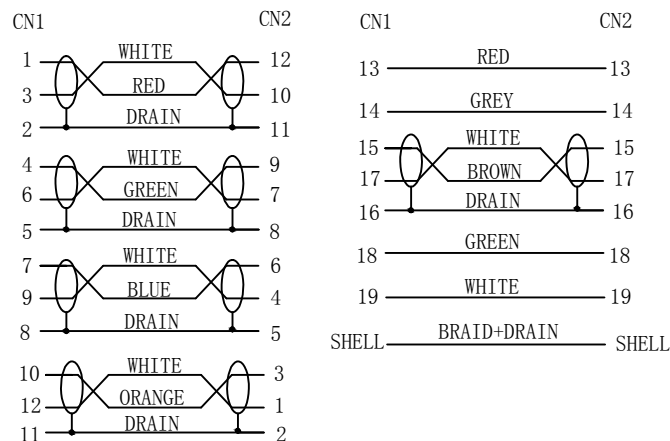 CN1 CN2
1 WHITE 12
3 RED 10
2 DRAIN 11
4 WHITE 9
6 GREEN 7
5 DRAIN 8
7 WHITE 6
9 BLUE 4
8 DRAIN 5
10 WHITE 3
12 ORANGE 1
11 DRAIN 2
CN1 CN2
13 RED 13
14 GREY 14
15 WHITE 15
17 BROWN 17
16 DRAIN 16
18 GREEN 18
19 WHITE 19
SHELL BRAID+DRAIN SHELL